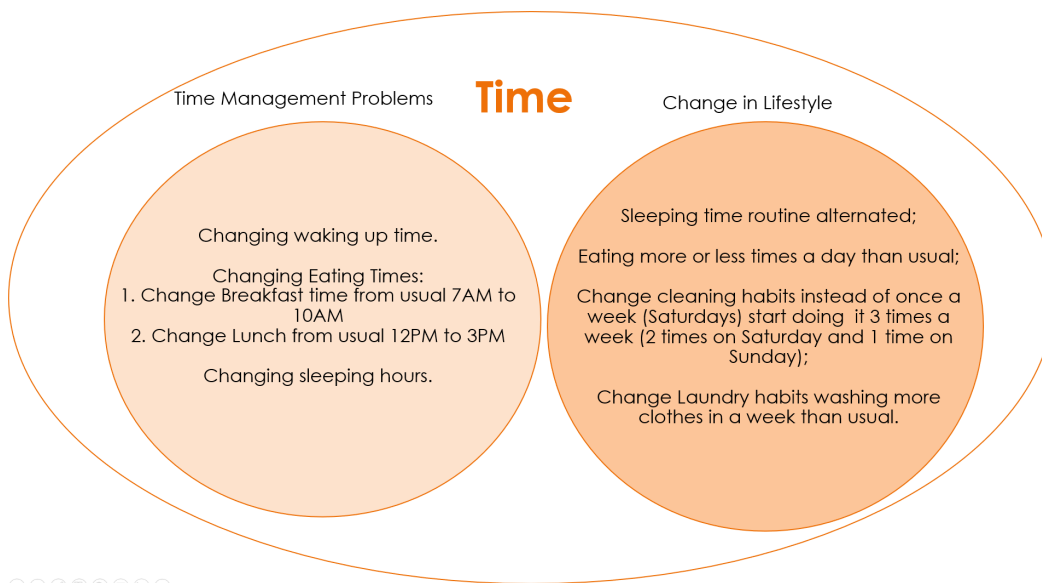 Time
Time Management Problems
Changing waking up time.
Changing Eating Times:
1. Change Breakfast time from usual 7AM to
10AM
2. Change Lunch from usual 12PM to 3PM
Changing sleeping hours.
Change in Lifestyle
Sleeping time routine alternated;
Eating more or less times a day than usual;
Change cleaning habits instead of once a
week (Saturdays) start doing  it 3 times a
week (2 times on Saturday and 1 time on
Sunday);
Change Laundry habits washing more
clothes in a week than usual.